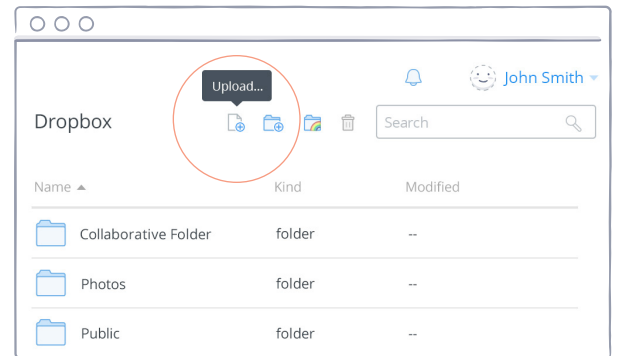 John Smith
Upload...
Dropbox
Search
Name Kind Modified
Collaborative Folder folder --
Photos folder --
Public folder --